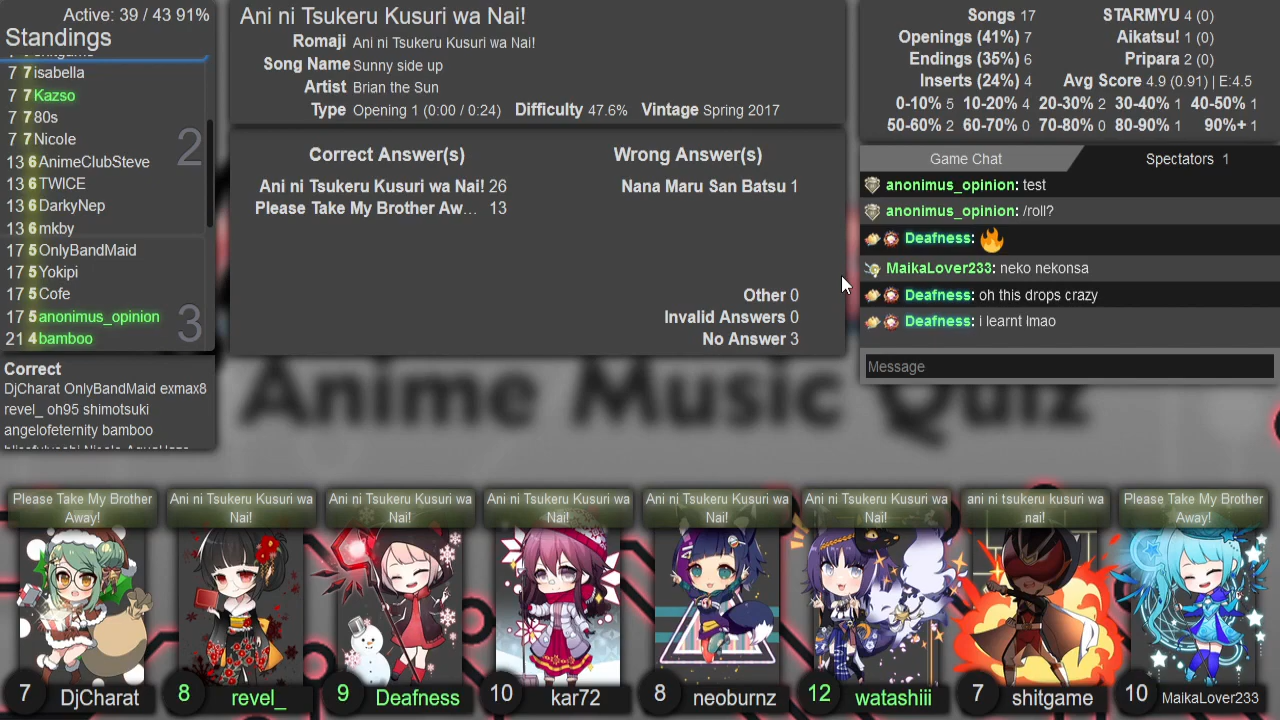 Active: 39 / 43 91%
Standings
isabella
7 7
Kazso
7 7
80s
7 7
Nicole
7 7
2
13 6 AnimeClubSteve
13 6 TWICE
13 6 DarkyNep
13 6 mkby
17 5 OnlyBandMaid
17 5 Yokipi
17 5 Cofe
17 5 anonimus_opinion
3
21 4 bamboo
Correct
DjCharat OnlyBandMaid exmax8
revel_ oh95 shimotsuki
angelofeternity bamboo
Ani ni Tsukeru Kusuri wa Nai!
Romaji Ani ni Tsukeru Kusuri wa Nai!
Song Name Sunny side up
Artist Brian the Sun
Type Opening 1 (0:00 / 0:24) Difficulty 47.6% Vintage Spring 2017
Correct Answer(s)
Ani ni Tsukeru Kusuri wa Nai! 26
Please Take My Brother Aw... 13
Wrong Answer(s)
Nana Maru San Batsu 1
Other 0
Invalid Answers 0
No Answer 3
Songs 17 STARMYU 4 (0)
Openings (41%) 7 Aikatsu! 1 (0)
Endings (35%) 6 Pripara 2 (0)
Inserts (24%) 4 Avg Score 4.9 (0.91) | E:4.5
0-10% 5 10-20% 4 20-30% 2 30-40% 1 40-50% 1
50-60% 2 60-70% 0 70-80% 0 80-90% 1 90%+ 1
Game Chat Spectators 1
anonimus_opinion: test
anonimus_opinion: /roll?
Deafness:
MaikaLover233: neko nekonsa
Deafness: oh this drops crazy
Deafness: i learnt lmao
Message
Anime Music Quiz
Please Take My Brother
Away!
Ani ni Tsukeru Kusuri wa
Nai!
Ani ni Tsukeru Kusuri wa
Nai!
Ani ni Tsukeru Kusuri wa
Nai!
Ani ni Tsukeru Kusuri wa
Nai!
Ani ni Tsukeru Kusuri wa
Nai!
ani ni tsukeru kusuri wa
nai!
Please Take My Brother
Away!
7 DjCharat
8 revel_
9 Deafness
10 kar72
8 neoburnz
12 watashiii
7 shitgame
10 MaikaLover233